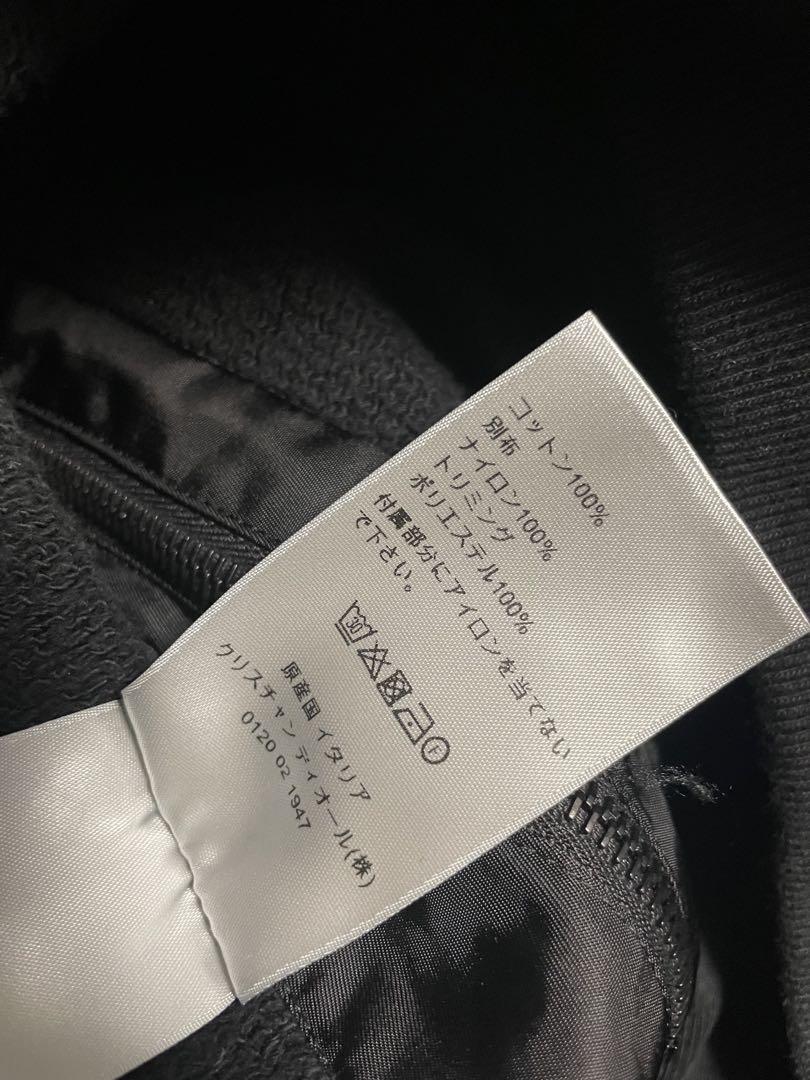 コットン100%
別布
ナイロン100%
トリミング
ポリエステル100%
付属部分にアイロンを当てない
で下さい。
30
F
原産国 イタリア
クリスチャン ディオール(株)
0120 02 1947